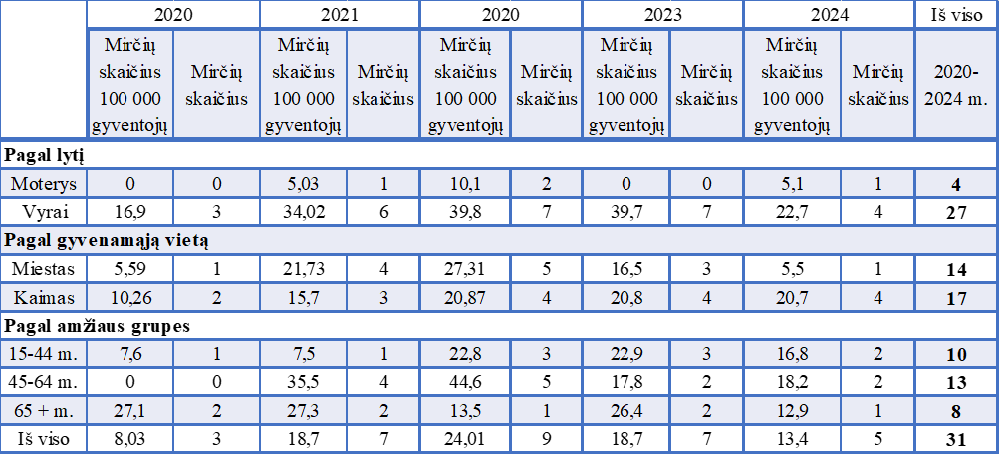 2020 2021 2020 2023 2024 Iš viso
Mirčių skaičius 100 000 gyventojų Mirčių skaičius Mirčių skaičius 100 000 gyventojų Mirčių skaičius Mirčių skaičius 100 000 gyventojų Mirčių skaičius Mirčių skaičius 100 000 gyventojų Mirčių skaičius Mirčių skaičius 100 000 gyventojų Mirčių skaičius 2020-2024 m.
Pagal lytį
Moterys 0 0 5,03 1 10,1 2 0 0 5,1 1 4
Vyrai 16,9 3 34,02 6 39,8 7 39,7 7 22,7 4 27
Pagal gyvenamąją vietą
Miestas 5,59 1 21,73 4 27,31 5 16,5 3 5,5 1 14
Kaimas 10,26 2 15,7 3 20,87 4 20,8 4 20,7 4 17
Pagal amžiaus grupes
15-44 m. 7,6 1 7,5 1 22,8 3 22,9 3 16,8 2 10
45-64 m. 0 0 35,5 4 44,6 5 17,8 2 18,2 2 13
65 + m. 27,1 2 27,3 2 13,5 1 26,4 2 12,9 1 8
Iš viso 8,03 3 18,7 7 24,01 9 18,7 7 13,4 5 31